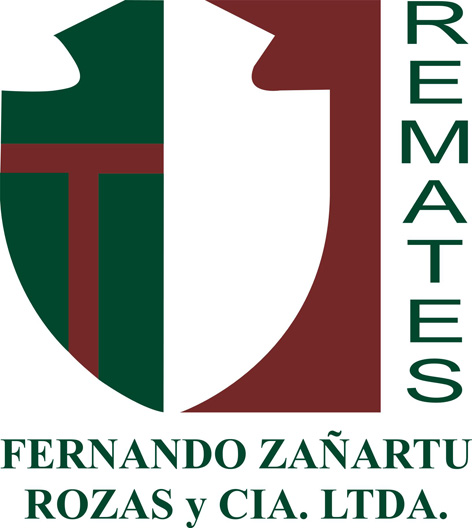 REMATES
FERNANDO ZAÑARTU
ROZAS y CIA. LTDA.